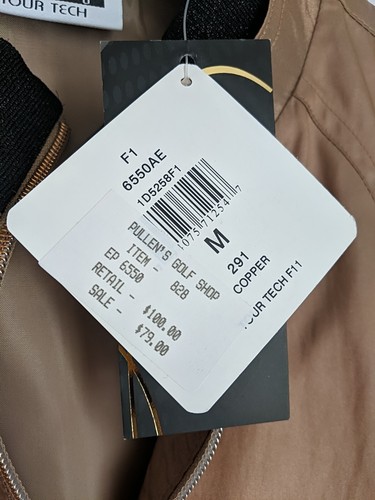 TOUR TECH
F1
6550AE
1D5258F1
M
291
COPPER
TOUR TECH F11
PULLEN'S GOLF SHOP
ITEM - 828
EP 6550
RETAIL - $100.00
SALE - $79.00